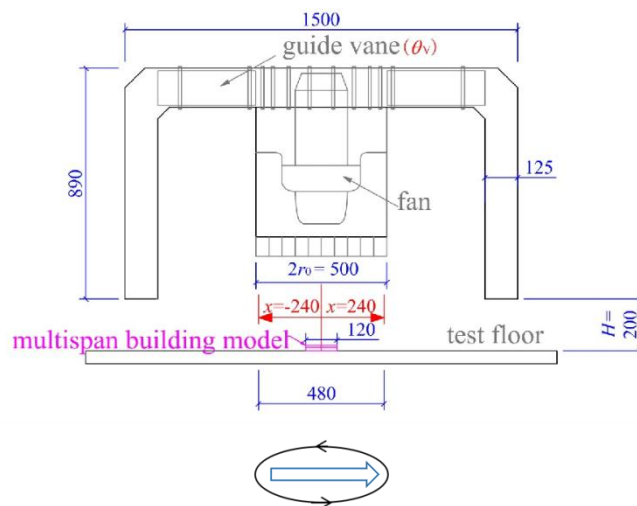 1500
guide vane(θv)
890
125
fan
2r₀ = 500
x=-240 x=240
120
multispan building model
test floor
H=
200
480